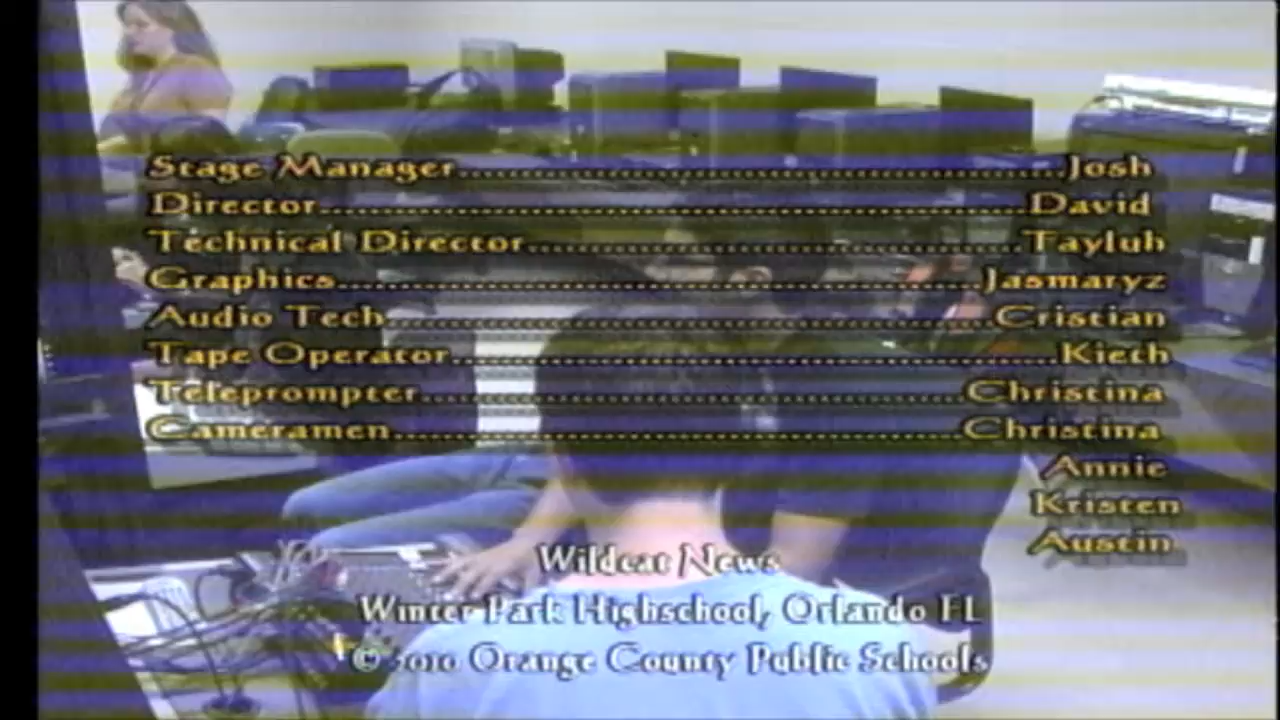 Stage Manager..........Josh
Director..........David
Technical Director..........Tayluh
Graphics..........Jasmaryz
Audio Tech..........Cristian
Tape Operator..........Kieth
Teleprompter..........Christina
Cameramen..........Christina
Annie
Kristen
Austin
Wildcat News
Winter Park Highschool, Orlando FL
© 2010 Orange County Public Schools